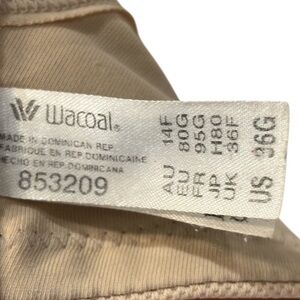 Wacoal®
MADE IN DOMINICAN REP.
FABRIQUE EN REP. DOMINICAINE
HECHO EN REP. DOMINICANA
853209
AU 14F
EU 80G
FR 95G
JP H80
UK 36F
US 36G